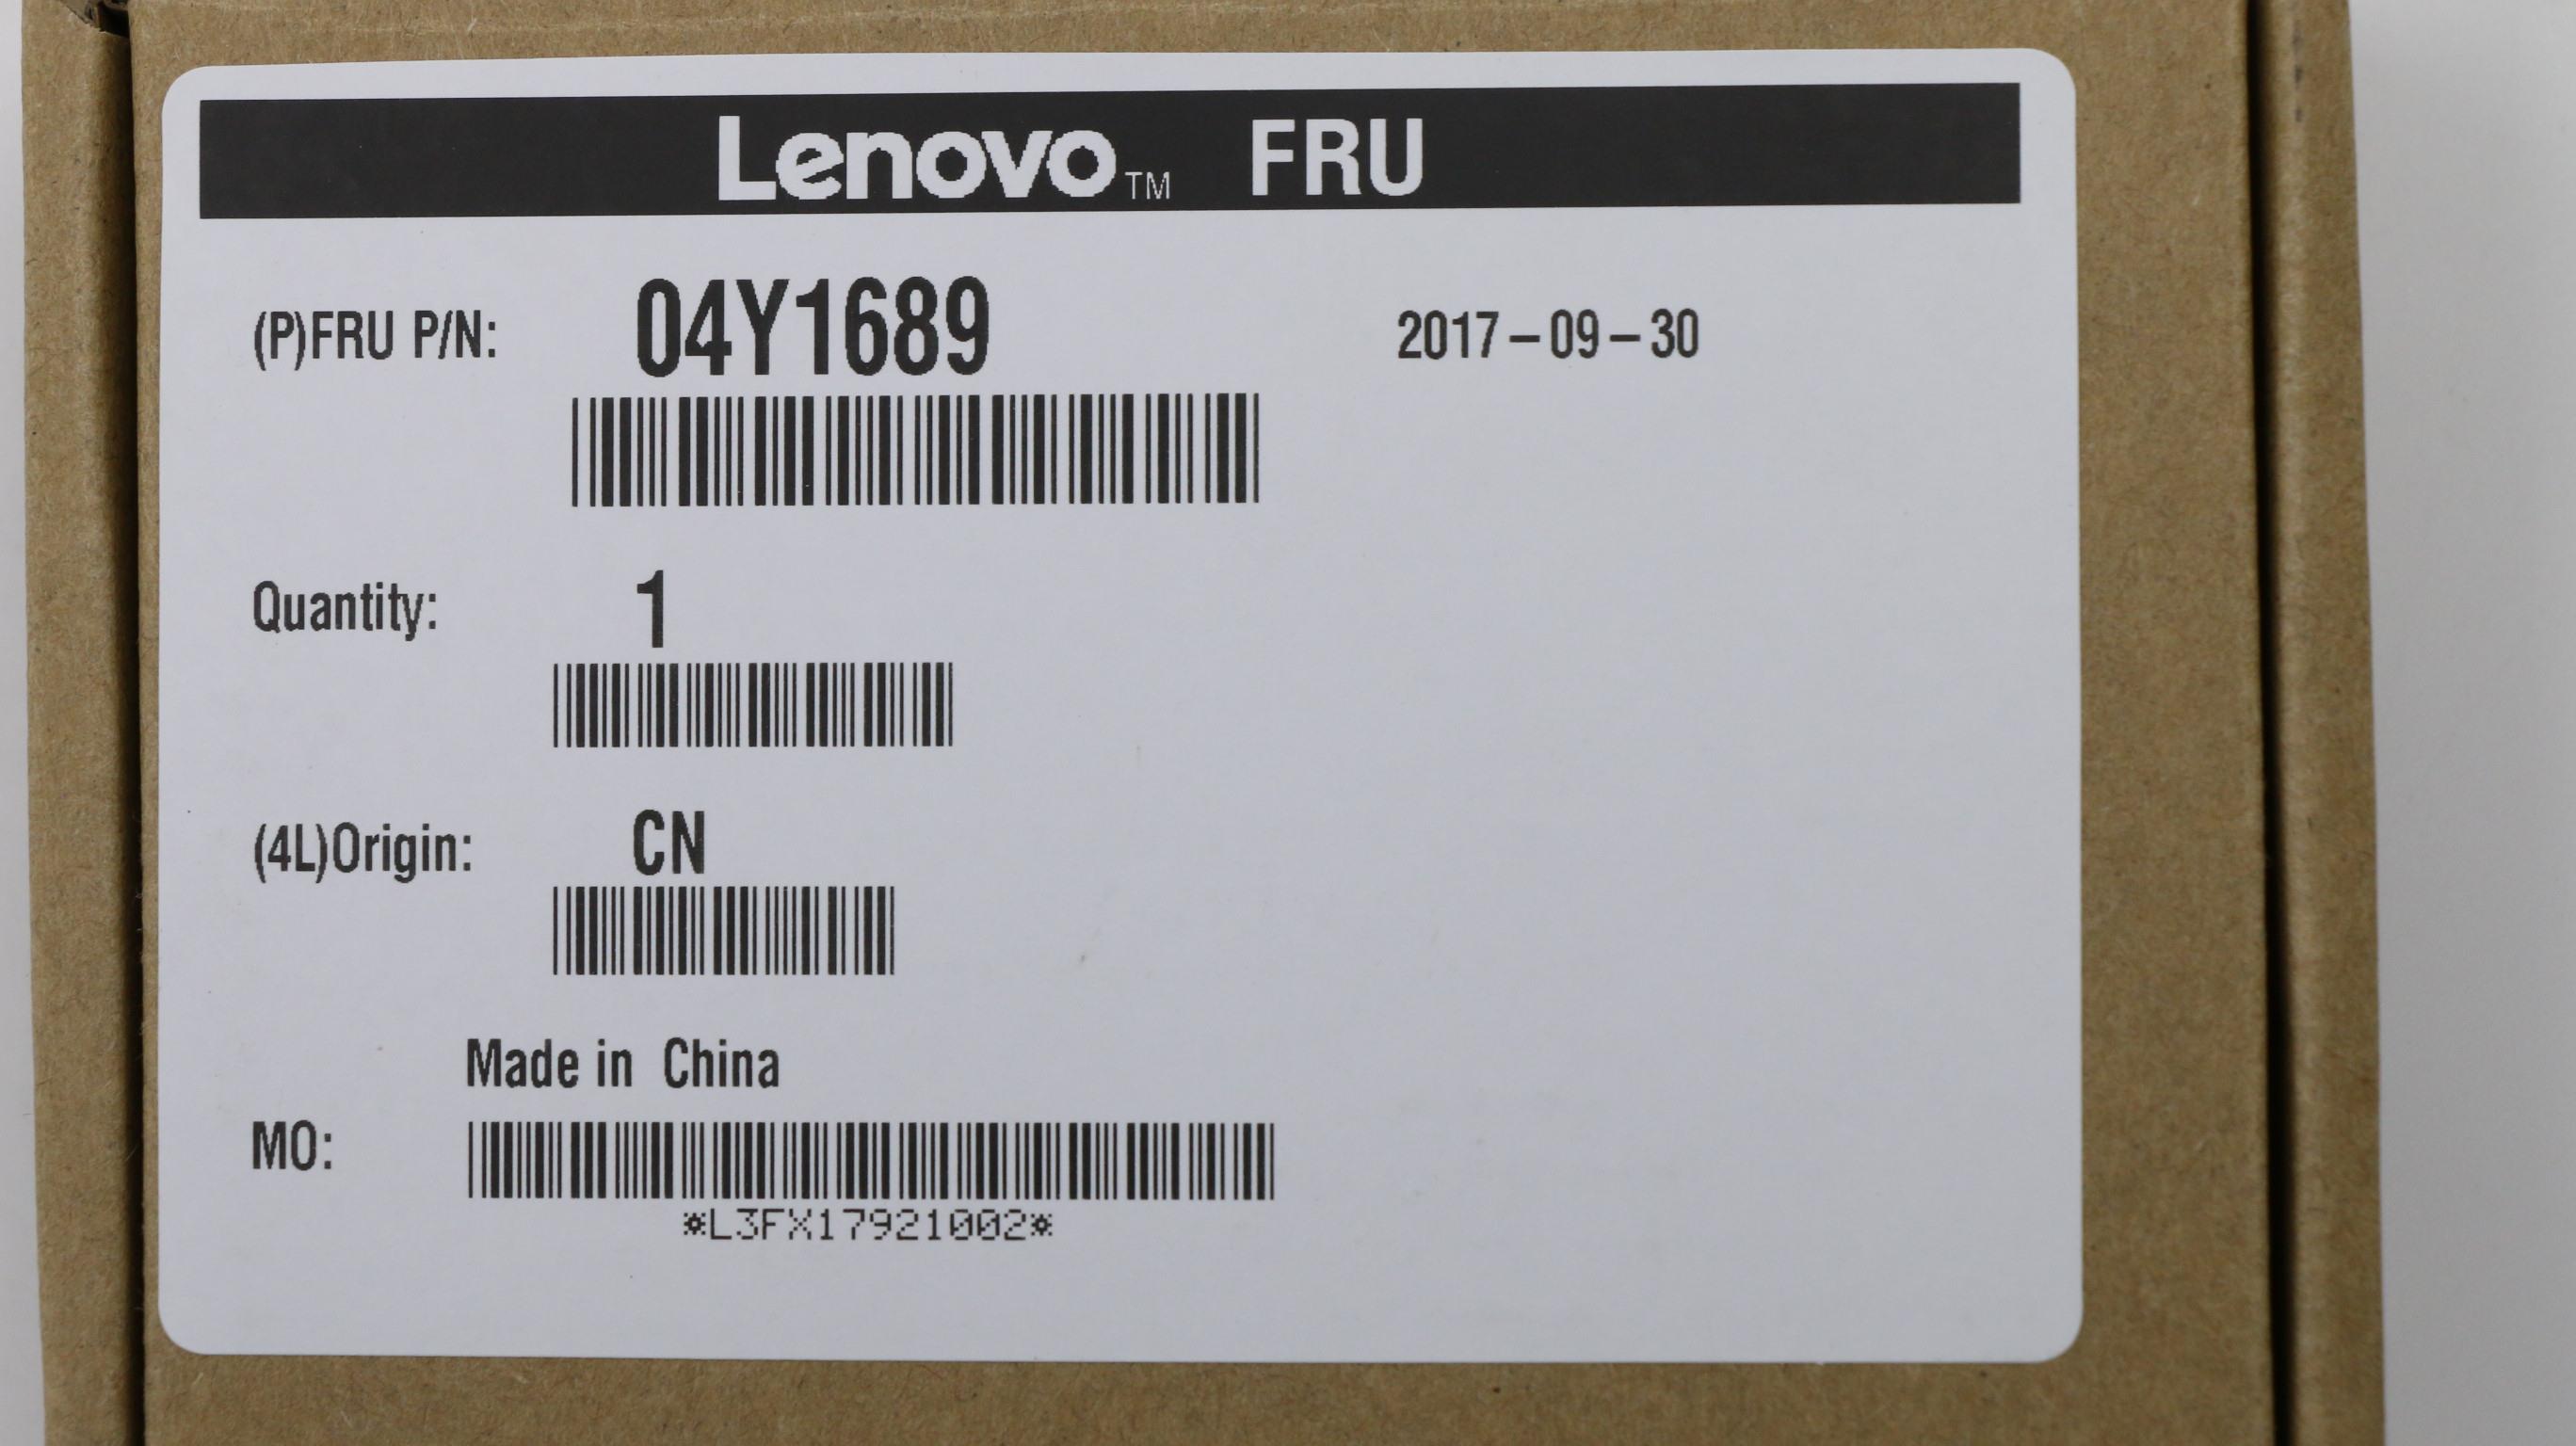 Lenovo™ FRU
(P)FRU P/N: 04Y1689 2017-09-30
Quantity: 1
(4L)Origin: CN
Made in China
MO:
*L3FX17921002*